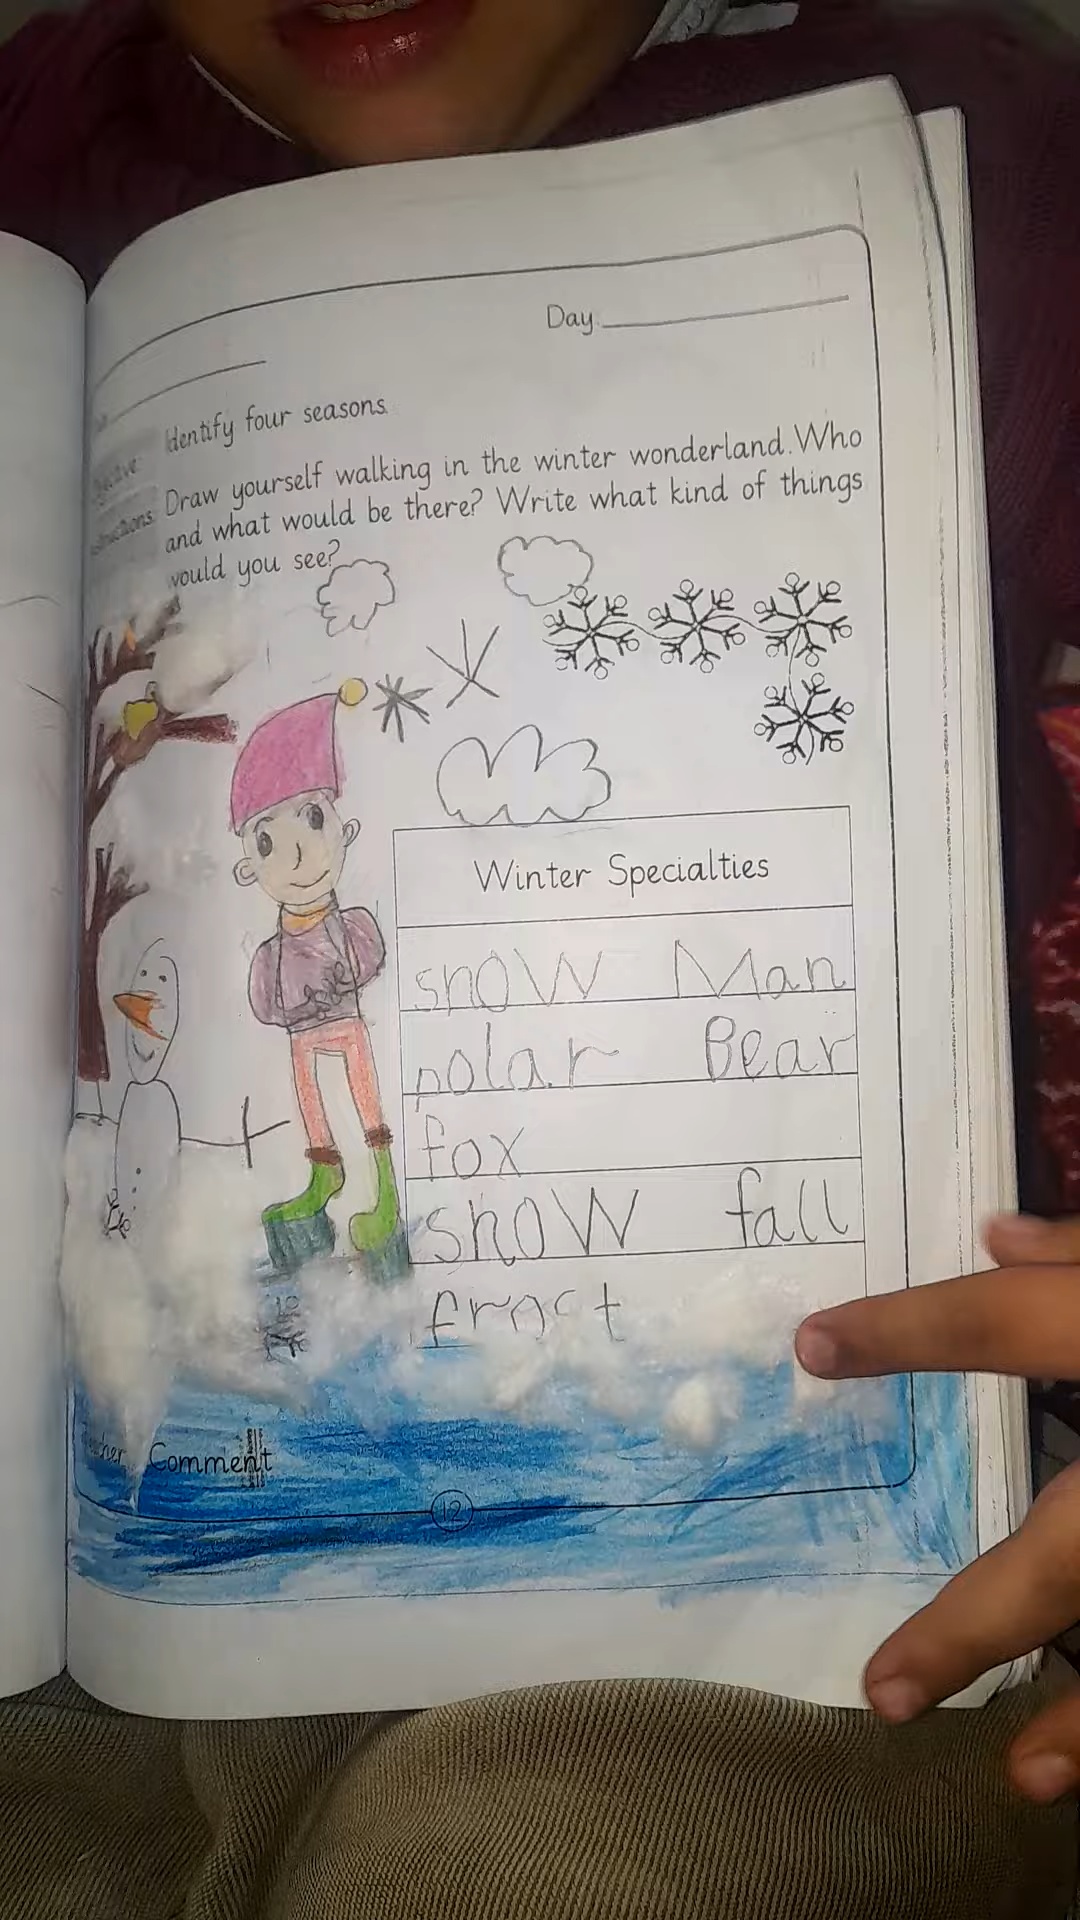 Day
Identify four seasons.
Draw yourself walking in the winter wonderland. Who
and what would be there? Write what kind of things
would you see?
Winter Specialties
snow Man
polar Bear
fox
snow fall
frost
Comment
12